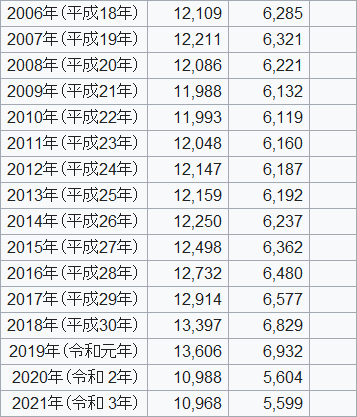 2006年(平成18年) 12,109 6,285
2007年(平成19年) 12,211 6,321
2008年(平成20年) 12,086 6,221
2009年(平成21年) 11,988 6,132
2010年(平成22年) 11,993 6,119
2011年(平成23年) 12,048 6,160
2012年(平成24年) 12,147 6,187
2013年(平成25年) 12,159 6,192
2014年(平成26年) 12,250 6,237
2015年(平成27年) 12,498 6,362
2016年(平成28年) 12,732 6,480
2017年(平成29年) 12,914 6,577
2018年(平成30年) 13,397 6,829
2019年(令和元年) 13,606 6,932
2020年(令和 2年) 10,988 5,604
2021年(令和 3年) 10,968 5,599